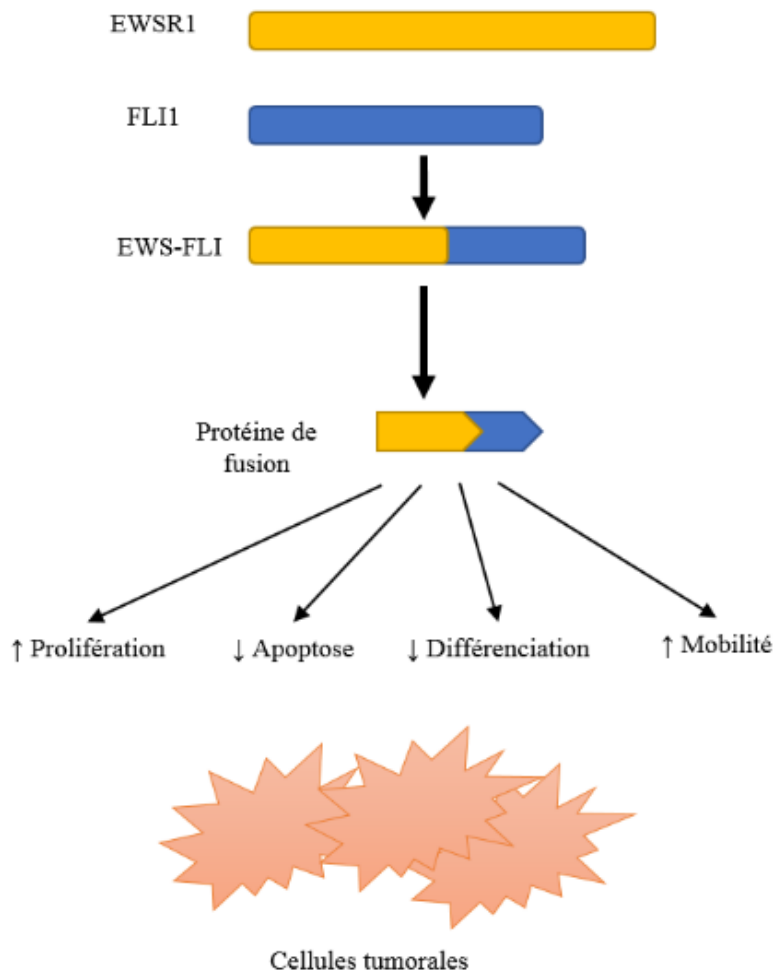 EWSR1
FLI1
EWS-FLI
Protéine de
fusion
↑ Prolifération
↓ Apoptose
↓ Différenciation
↑ Mobilité
Cellules tumorales